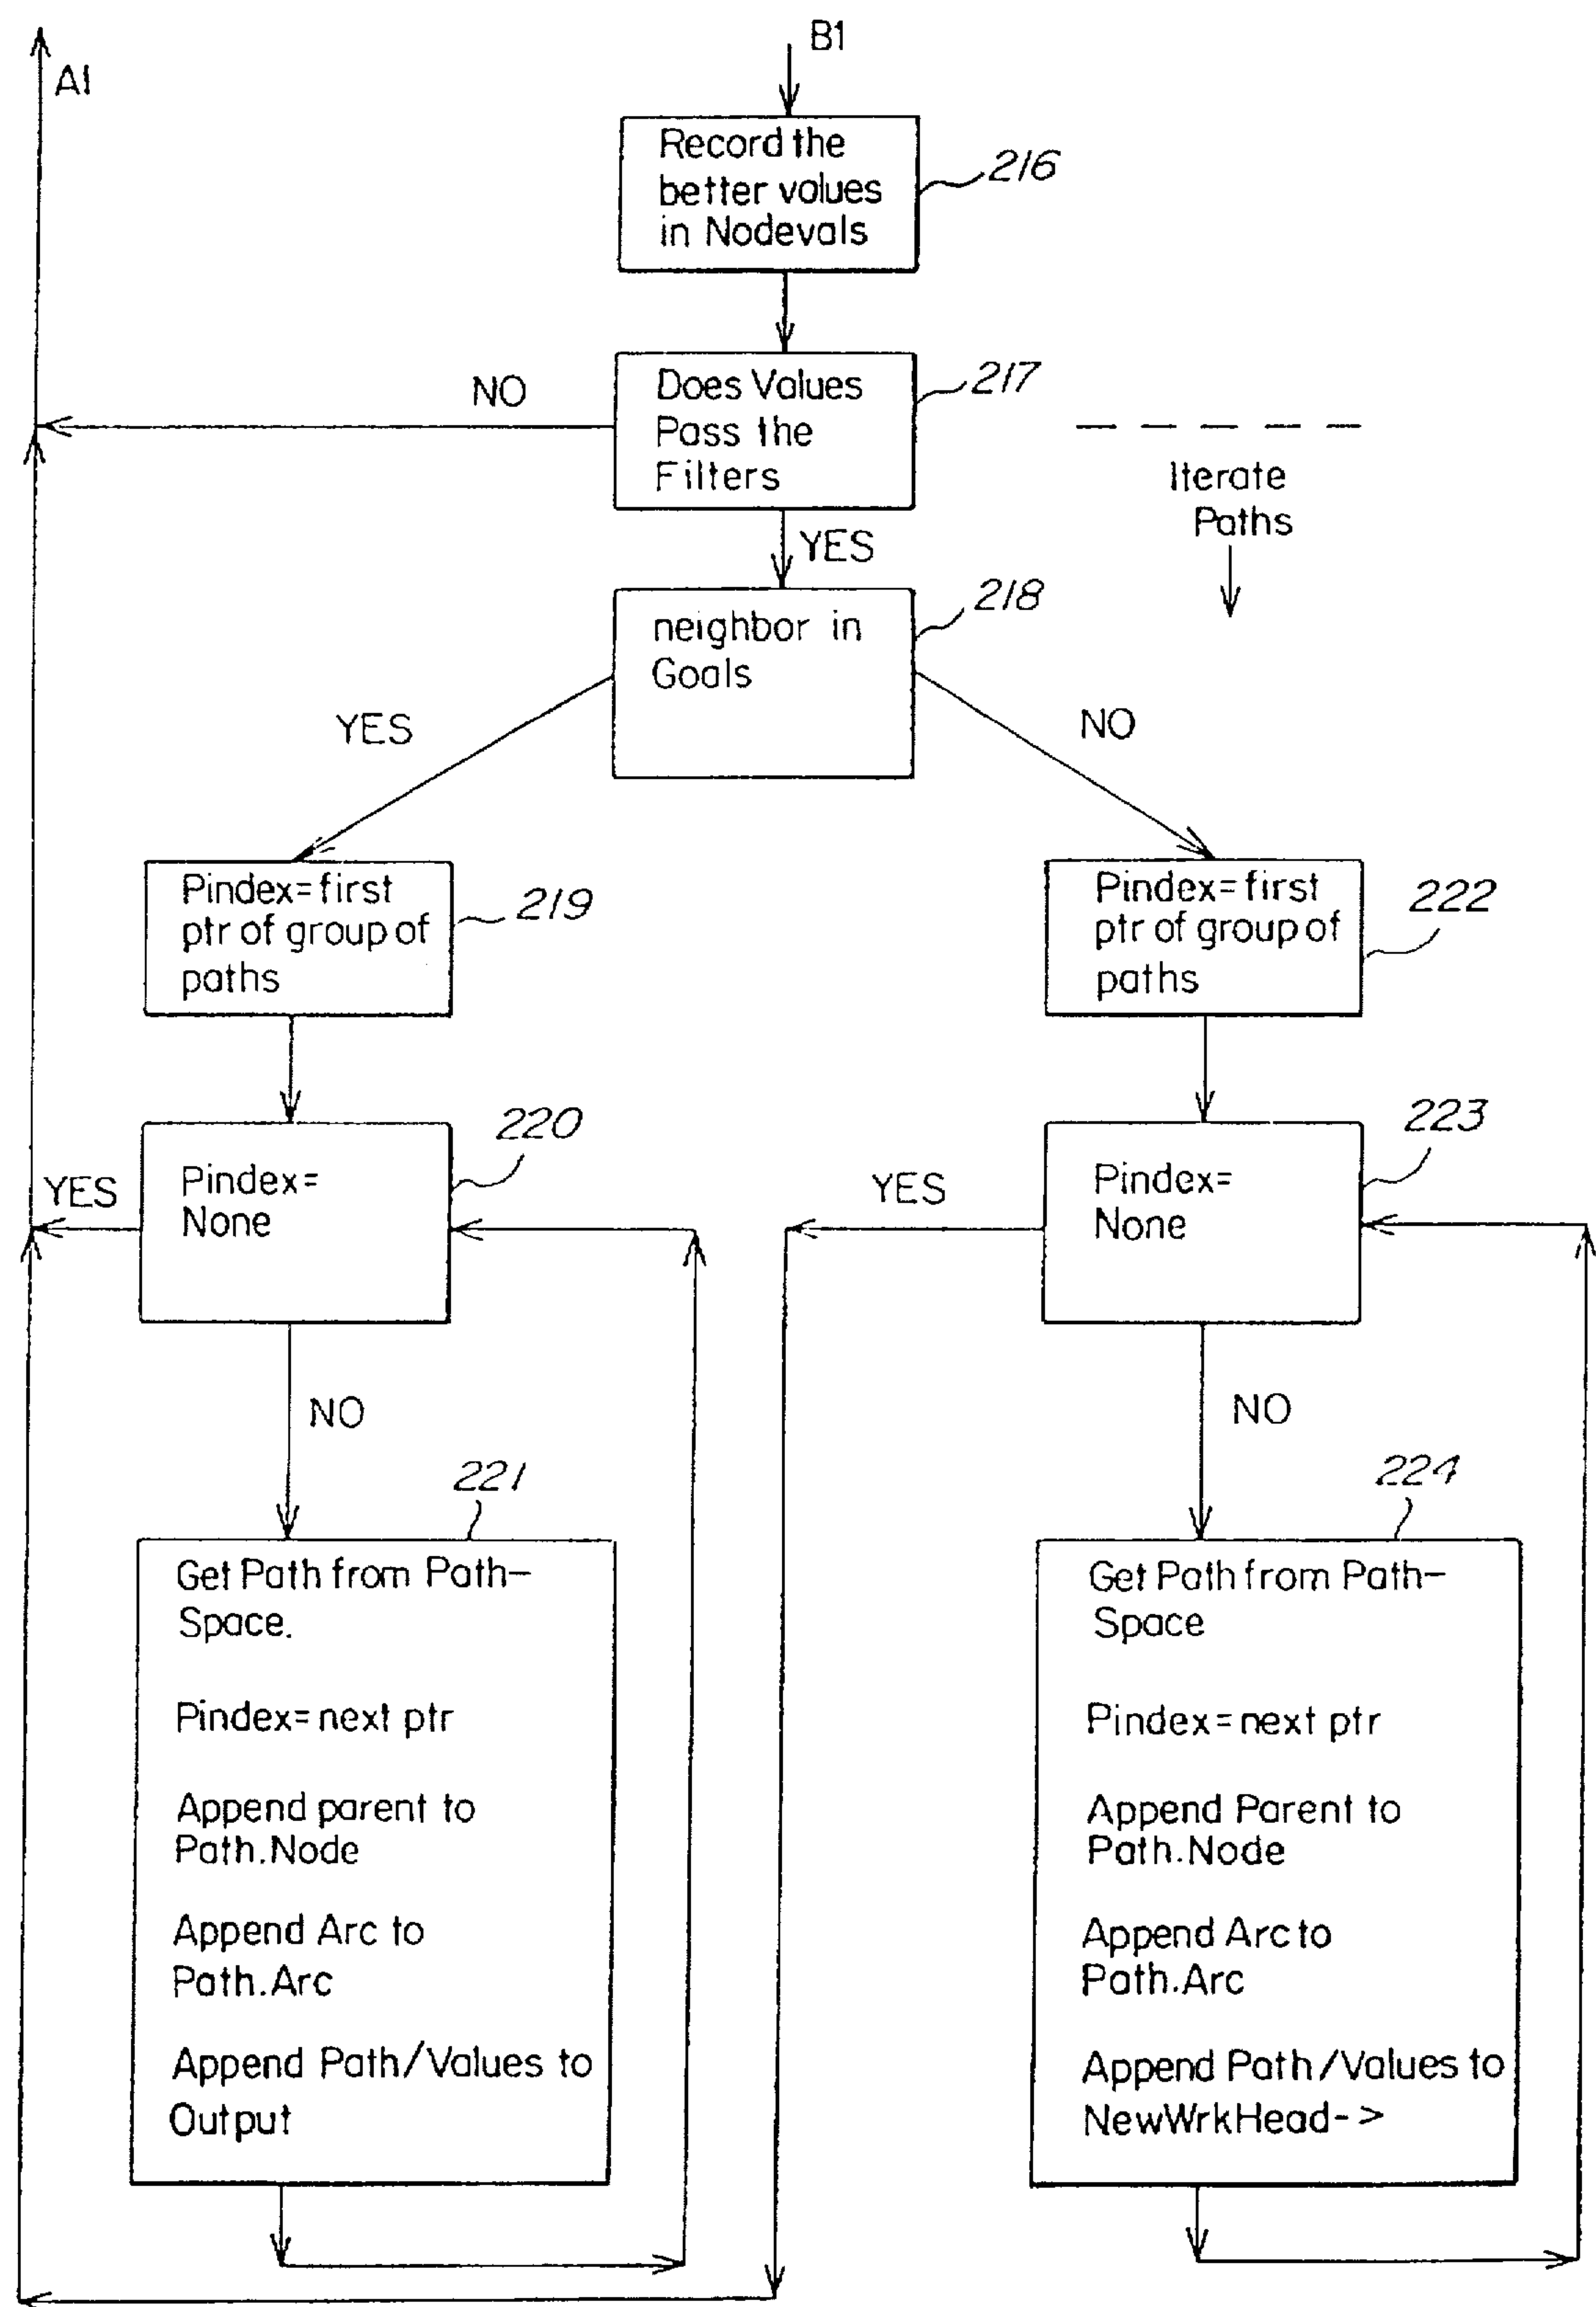 A1
B1
Record the
better values
in Nodevals
216
NO
Does Values
Pass the
Filters
217
Iterate
Paths
YES
neighbor in
Goals
218
YES
NO
Pindex=first
ptr of group of
paths
219
Pindex=first
ptr of group of
paths
222
YES
Pindex=
None
220
YES
Pindex=
None
223
NO
NO
221
224
Get Path from Path-
Space.
Pindex=next ptr
Append parent to
Path.Node
Append Arc to
Path.Arc
Append Path/Values to
Output
Get Path from Path-
Space
Pindex=next ptr
Append Parent to
Path.Node
Append Arc to
Path.Arc
Append Path/Values to
NewWrkHead->